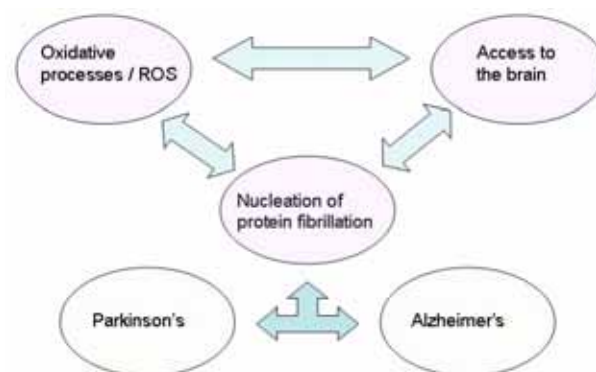 Oxidative
processes / ROS
Access to
the brain
Nucleation of
protein fibrillation
Parkinson's
Alzheimer's